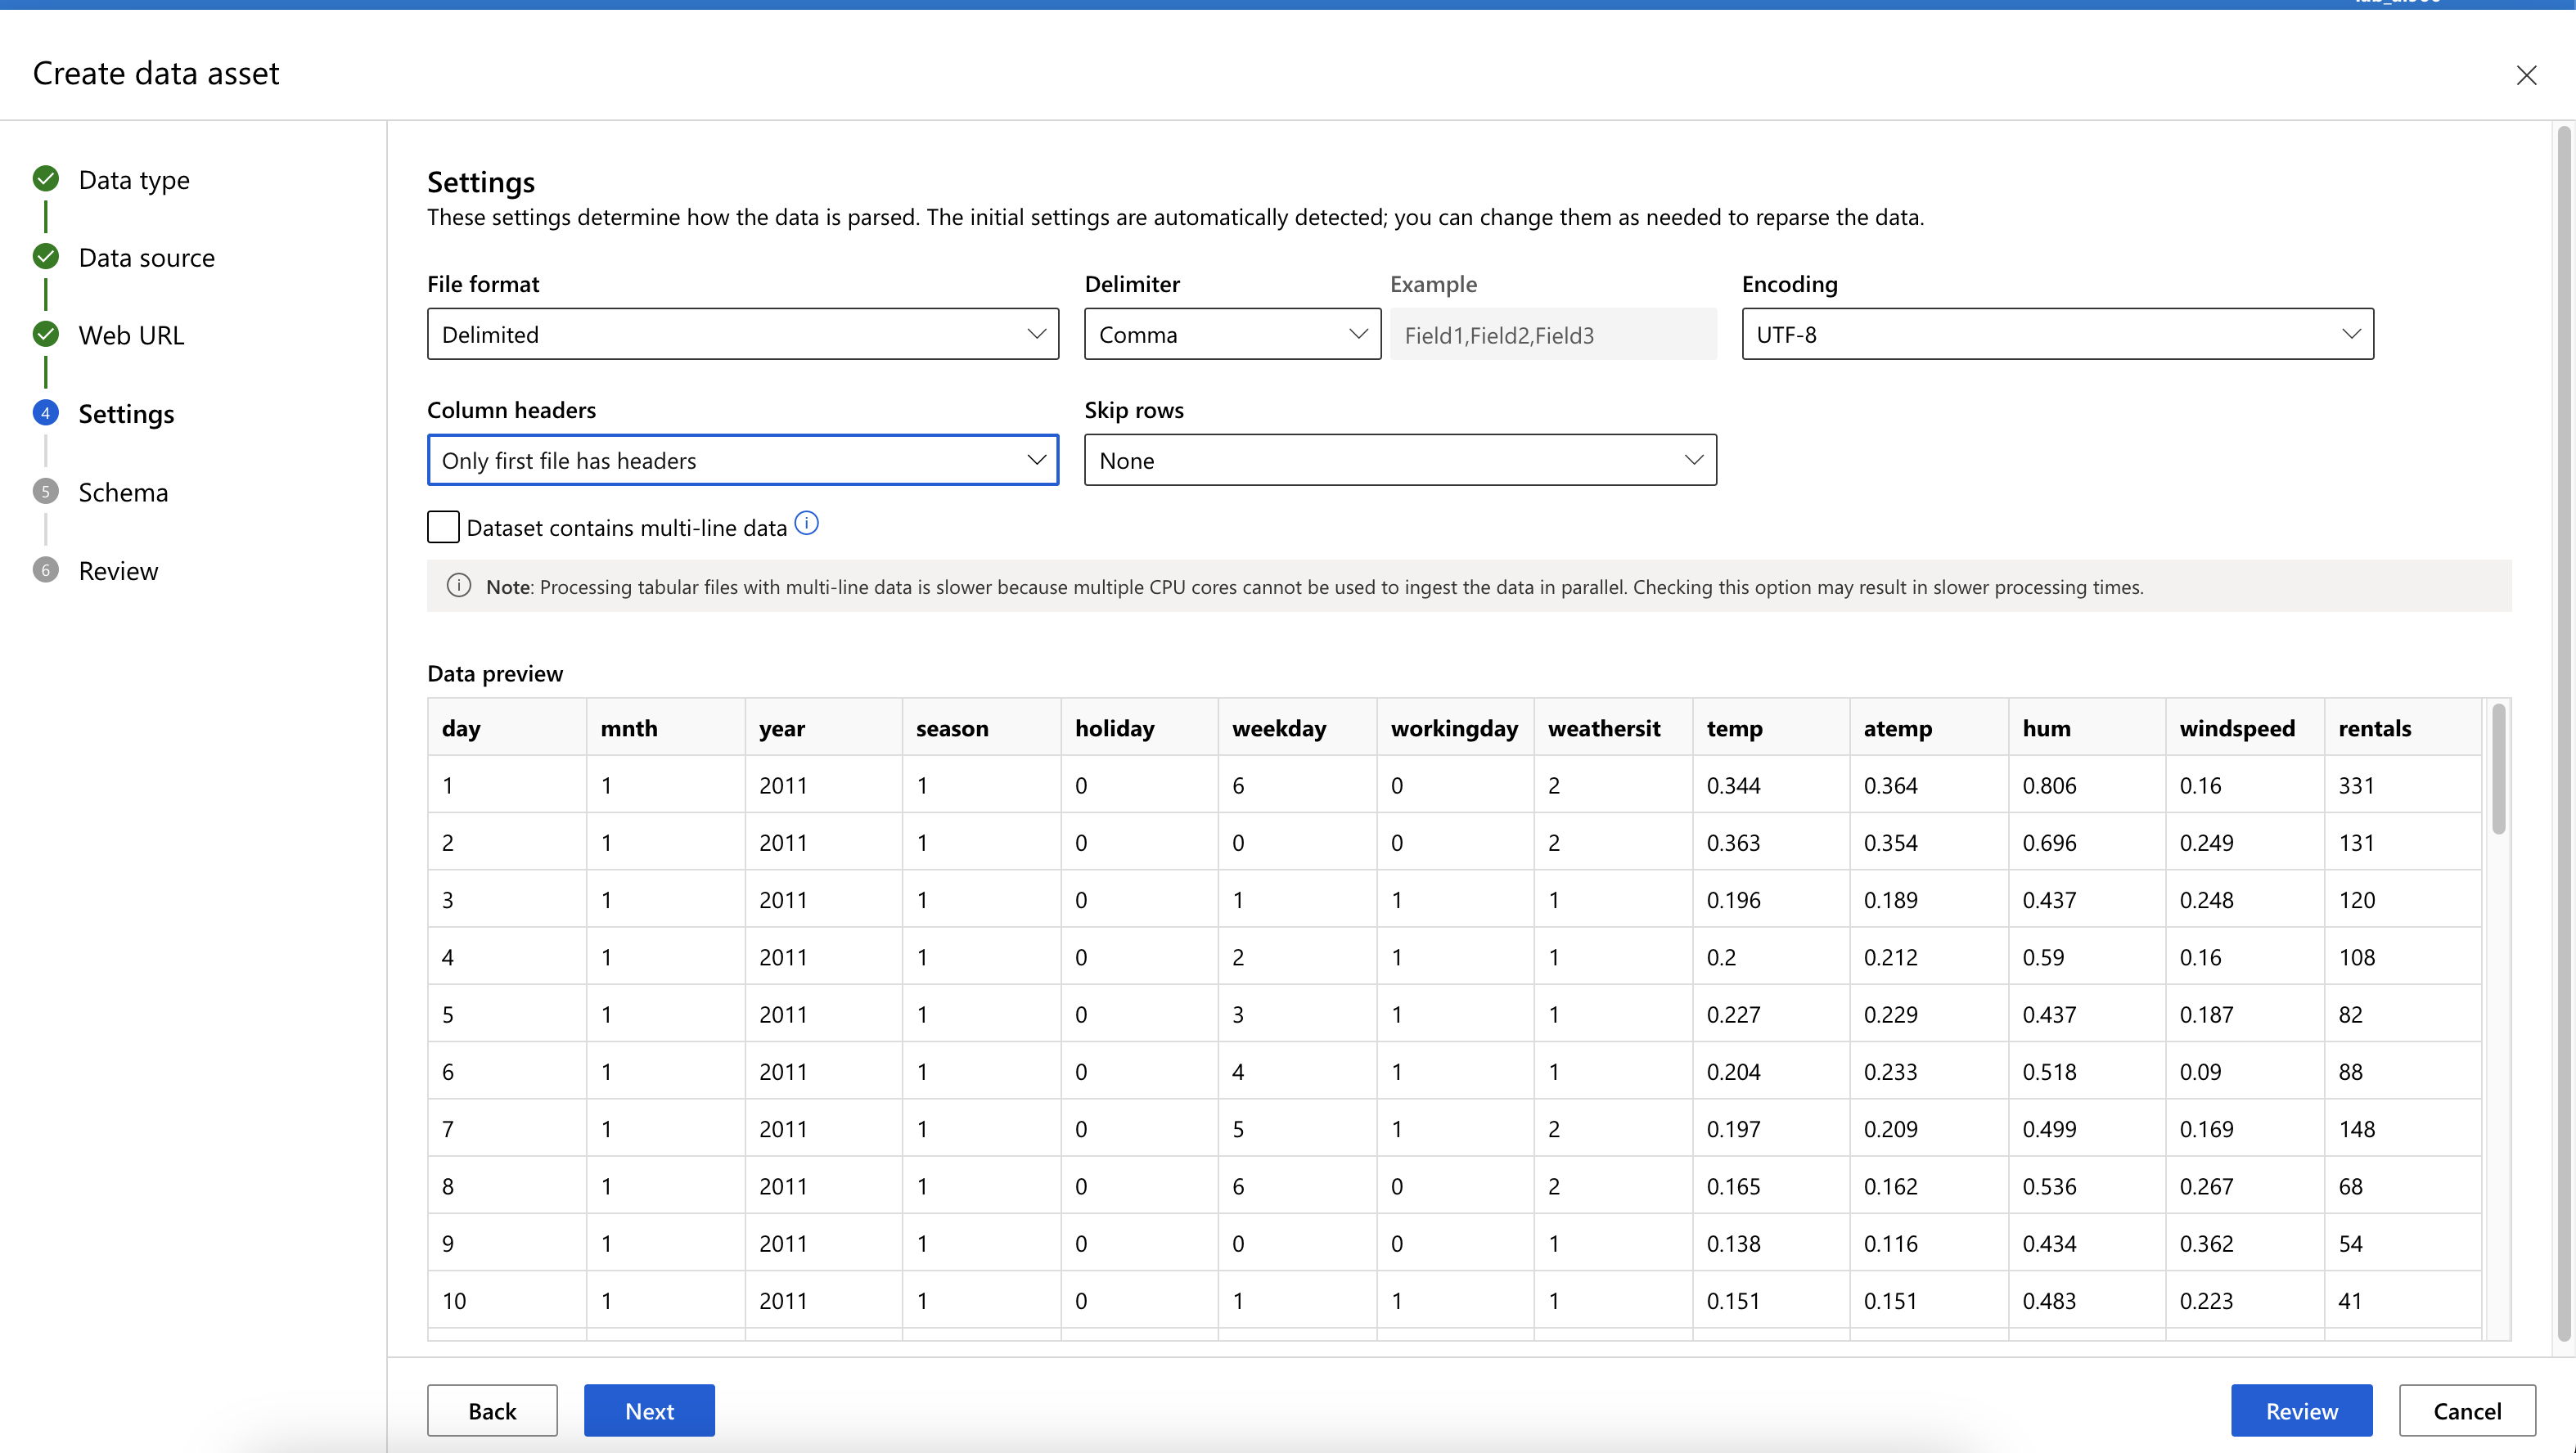 Create data asset
Data type
Data source
Web URL
4 Settings
5 Schema
6 Review
Settings
These settings determine how the data is parsed. The initial settings are automatically detected; you can change them as needed to reparse the data.
File format Delimiter Example Encoding
Delimited Comma Field1,Field2,Field3 UTF-8
Column headers Skip rows
Only first file has headers None
Dataset contains multi-line data
Note: Processing tabular files with multi-line data is slower because multiple CPU cores cannot be used to ingest the data in parallel. Checking this option may result in slower processing times.
Data preview
day mnth year season holiday weekday workingday weathersit temp atemp hum windspeed rentals
1 1 2011 1 0 6 0 2 0.344 0.364 0.806 0.16 331
2 1 2011 1 0 0 0 2 0.363 0.354 0.696 0.249 131
3 1 2011 1 0 1 1 1 0.196 0.189 0.437 0.248 120
4 1 2011 1 0 2 1 1 0.2 0.212 0.59 0.16 108
5 1 2011 1 0 3 1 1 0.227 0.229 0.437 0.187 82
6 1 2011 1 0 4 1 1 0.204 0.233 0.518 0.09 88
7 1 2011 1 0 5 1 2 0.197 0.209 0.499 0.169 148
8 1 2011 1 0 6 0 2 0.165 0.162 0.536 0.267 68
9 1 2011 1 0 0 0 1 0.138 0.116 0.434 0.362 54
10 1 2011 1 0 1 1 1 0.151 0.151 0.483 0.223 41
Back Next Review Cancel